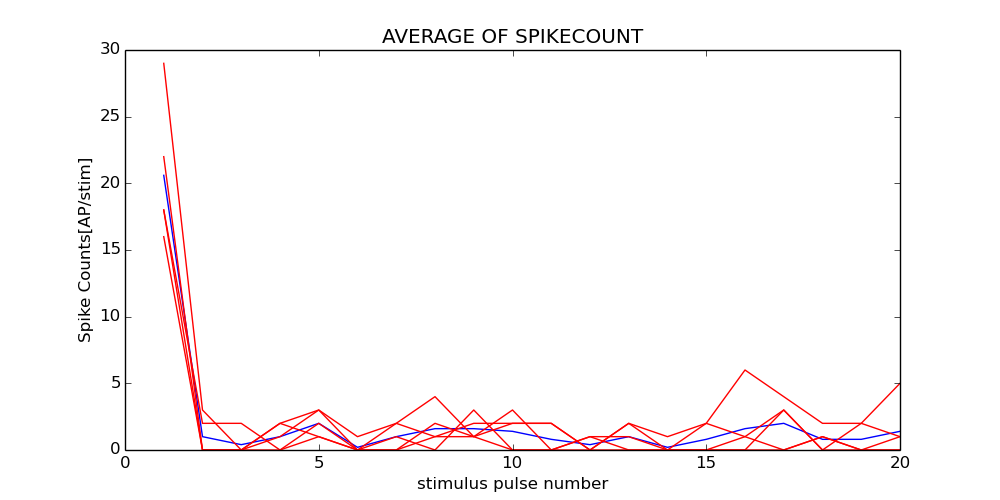 AVERAGE OF SPIKECOUNT
30
25
20
15
10
5
0
Spike Counts[AP/stim]
0 5 10 15 20
stimulus pulse number